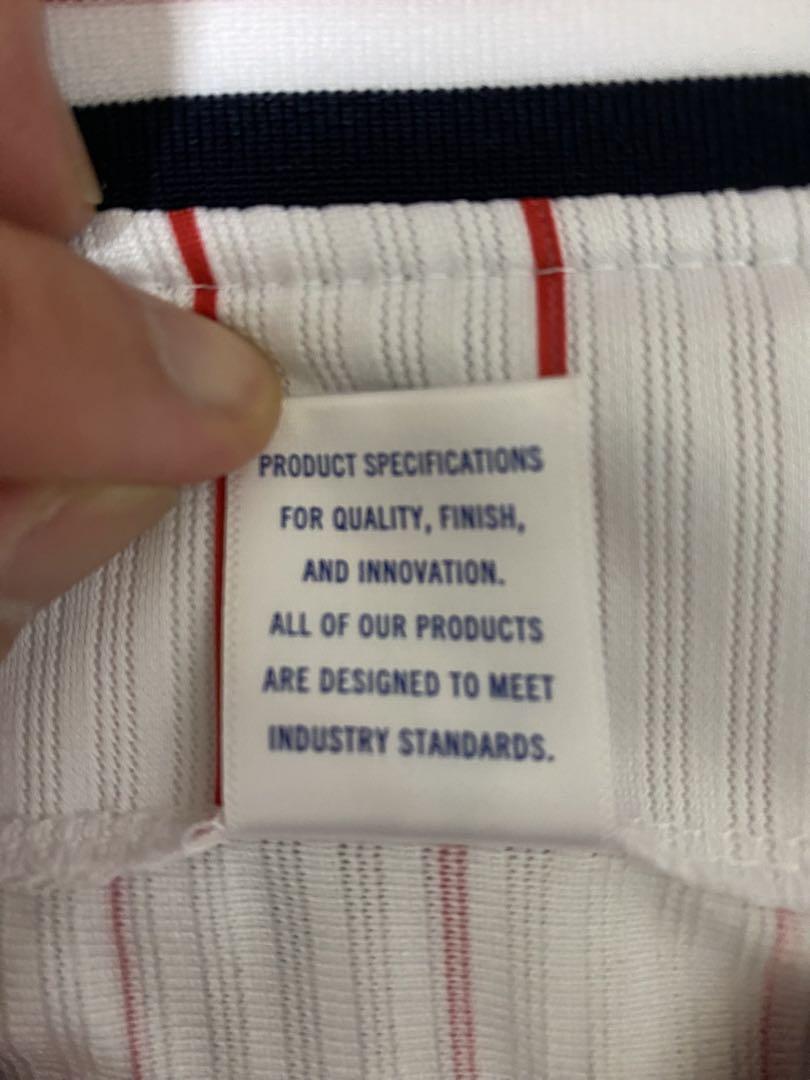 PRODUCT SPECIFICATIONS
FOR QUALITY, FINISH,
AND INNOVATION.
ALL OF OUR PRODUCTS
ARE DESIGNED TO MEET
INDUSTRY STANDARDS.